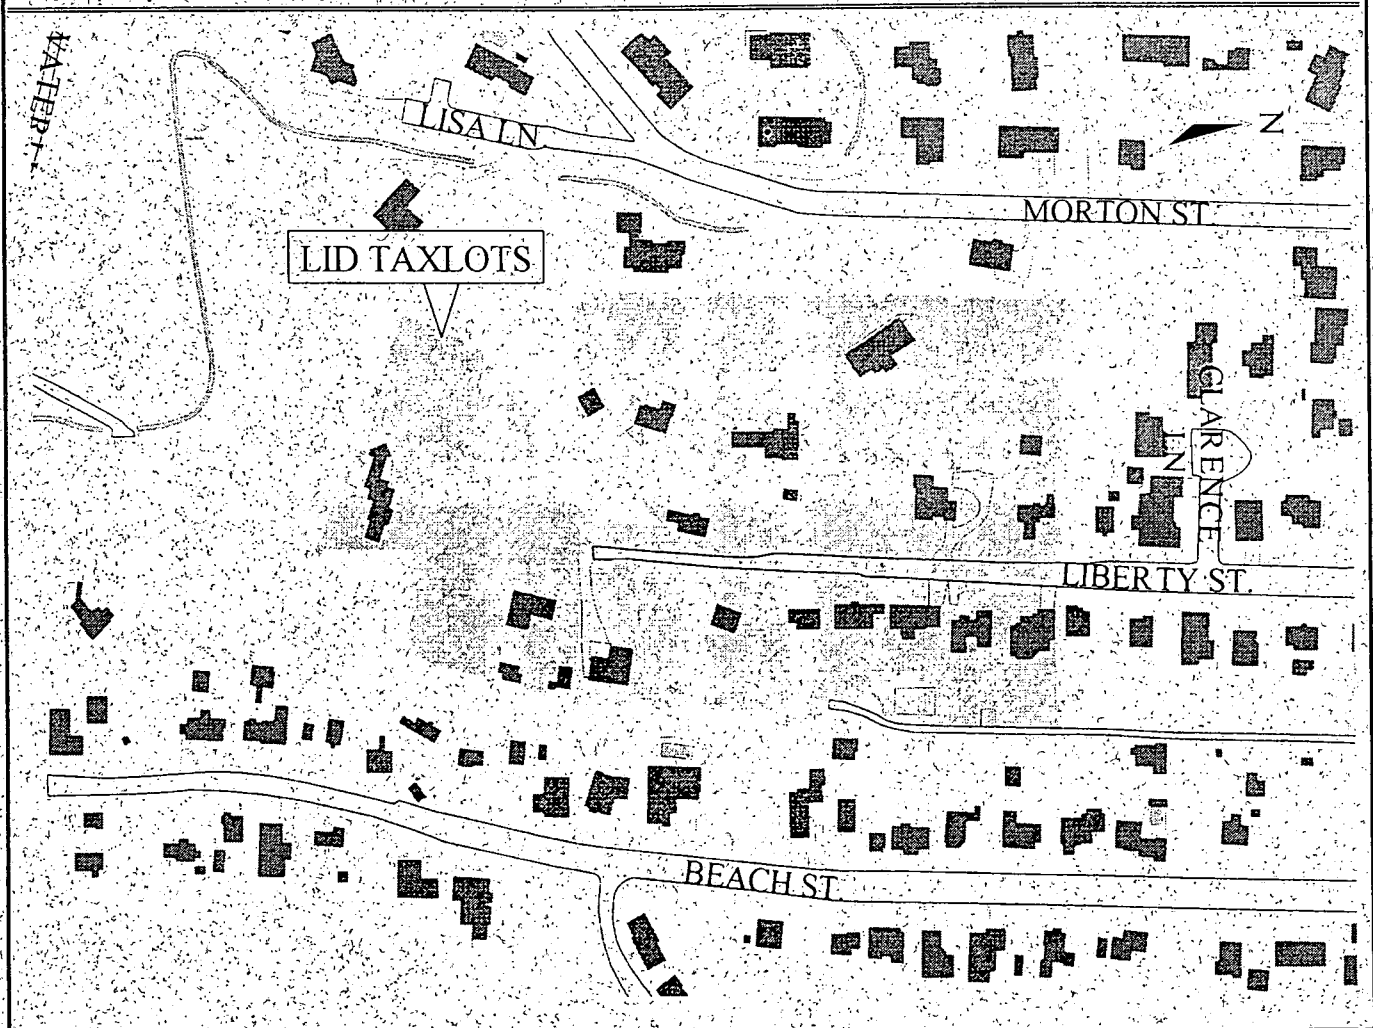 LISA LN
N
MORTON ST.
LID TAXLOTS
CLARENCE
LN
LIBERTY ST.
BEACH ST.